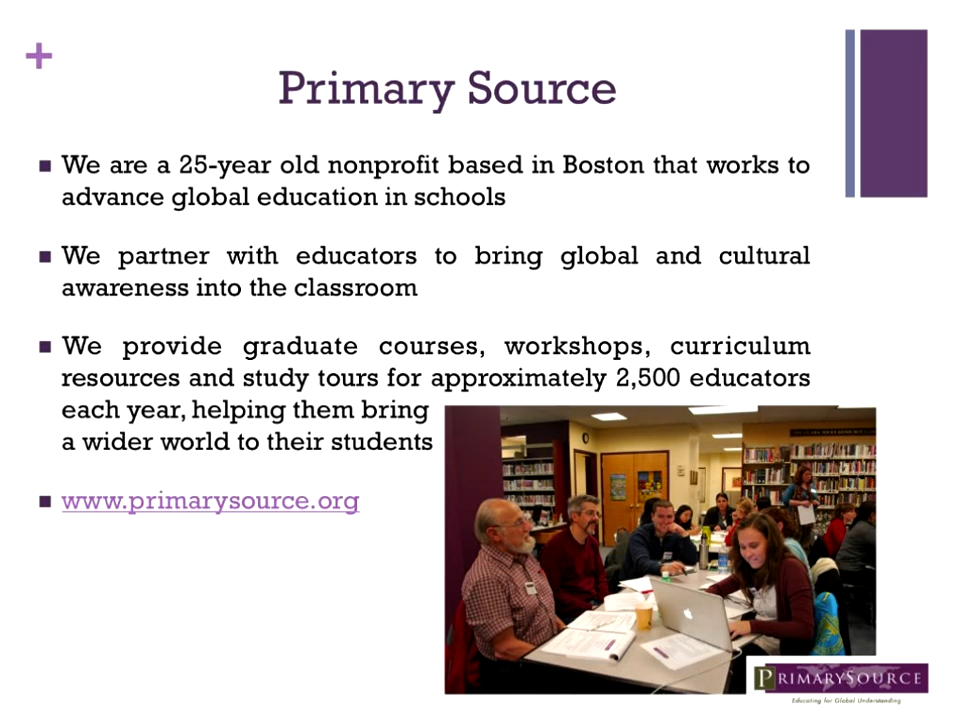 +
Primary Source
■ We are a 25-year old nonprofit based in Boston that works to
advance global education in schools
■ We partner with educators to bring global and cultural
awareness into the classroom
■ We provide graduate courses, workshops, curriculum
resources and study tours for approximately 2,500 educators
each year, helping them bring
a wider world to their students
■ www.primarysource.org
PRIMARYSOURCE
Educating for Global Understanding